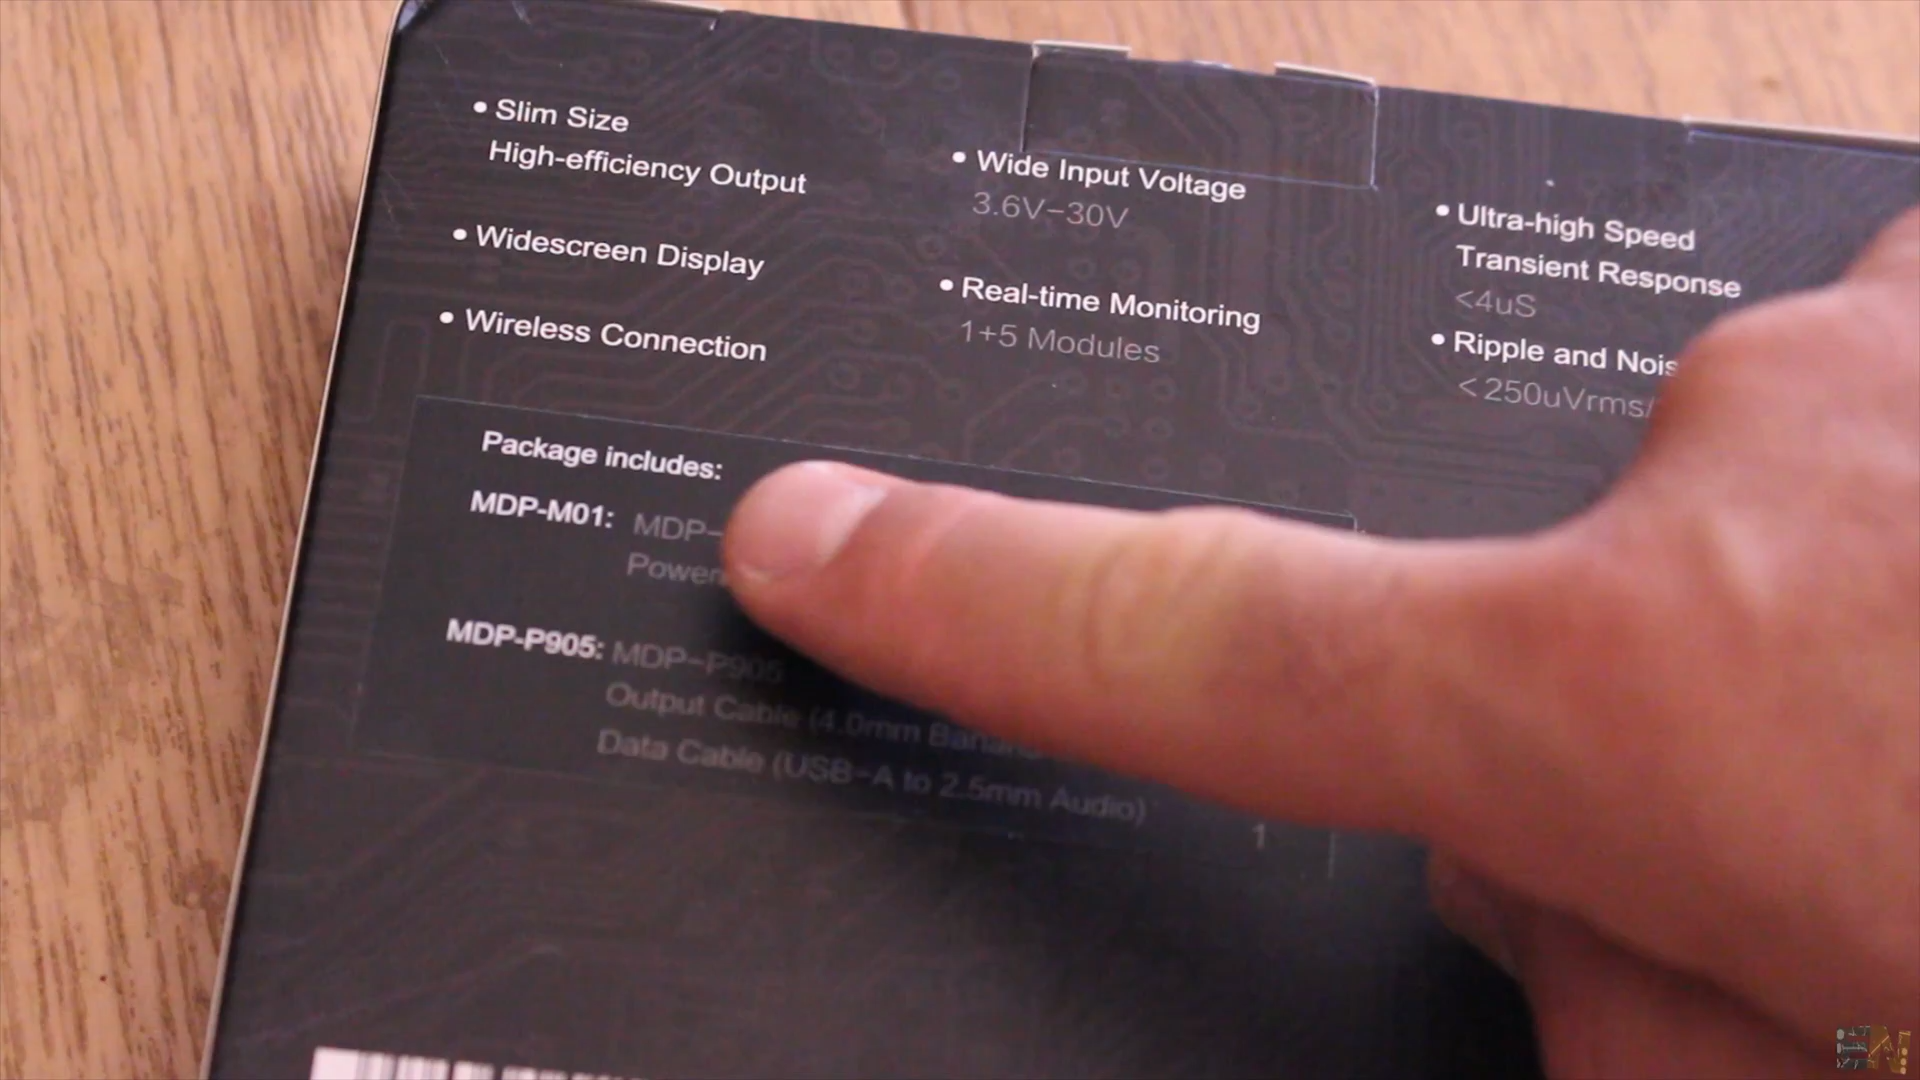 • Slim Size
High-efficiency Output
• Widescreen Display
• Wireless Connection
• Wide Input Voltage
3.6V–30V
• Real-time Monitoring
1+5 Modules
• Ultra-high Speed
Transient Response
<4uS
• Ripple and Nois
<250uVrms/
Package includes:
MDP-M01: MDP–
Power
MDP-P905: MDP–P905
Output Cable (4.0mm Banana
Data Cable (USB–A to 2.5mm Audio) 1